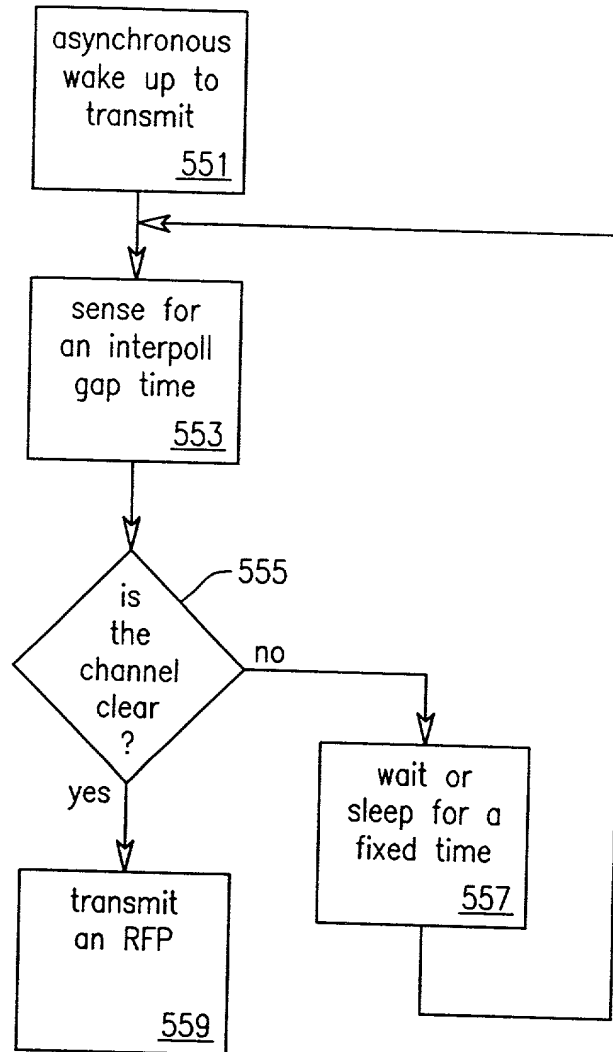 asynchronous
wake up to
transmit
551
sense for
an interpoll
gap time
553
555
is
the
channel
clear
?
no
yes
wait or
sleep for a
fixed time
557
transmit
an RFP
559